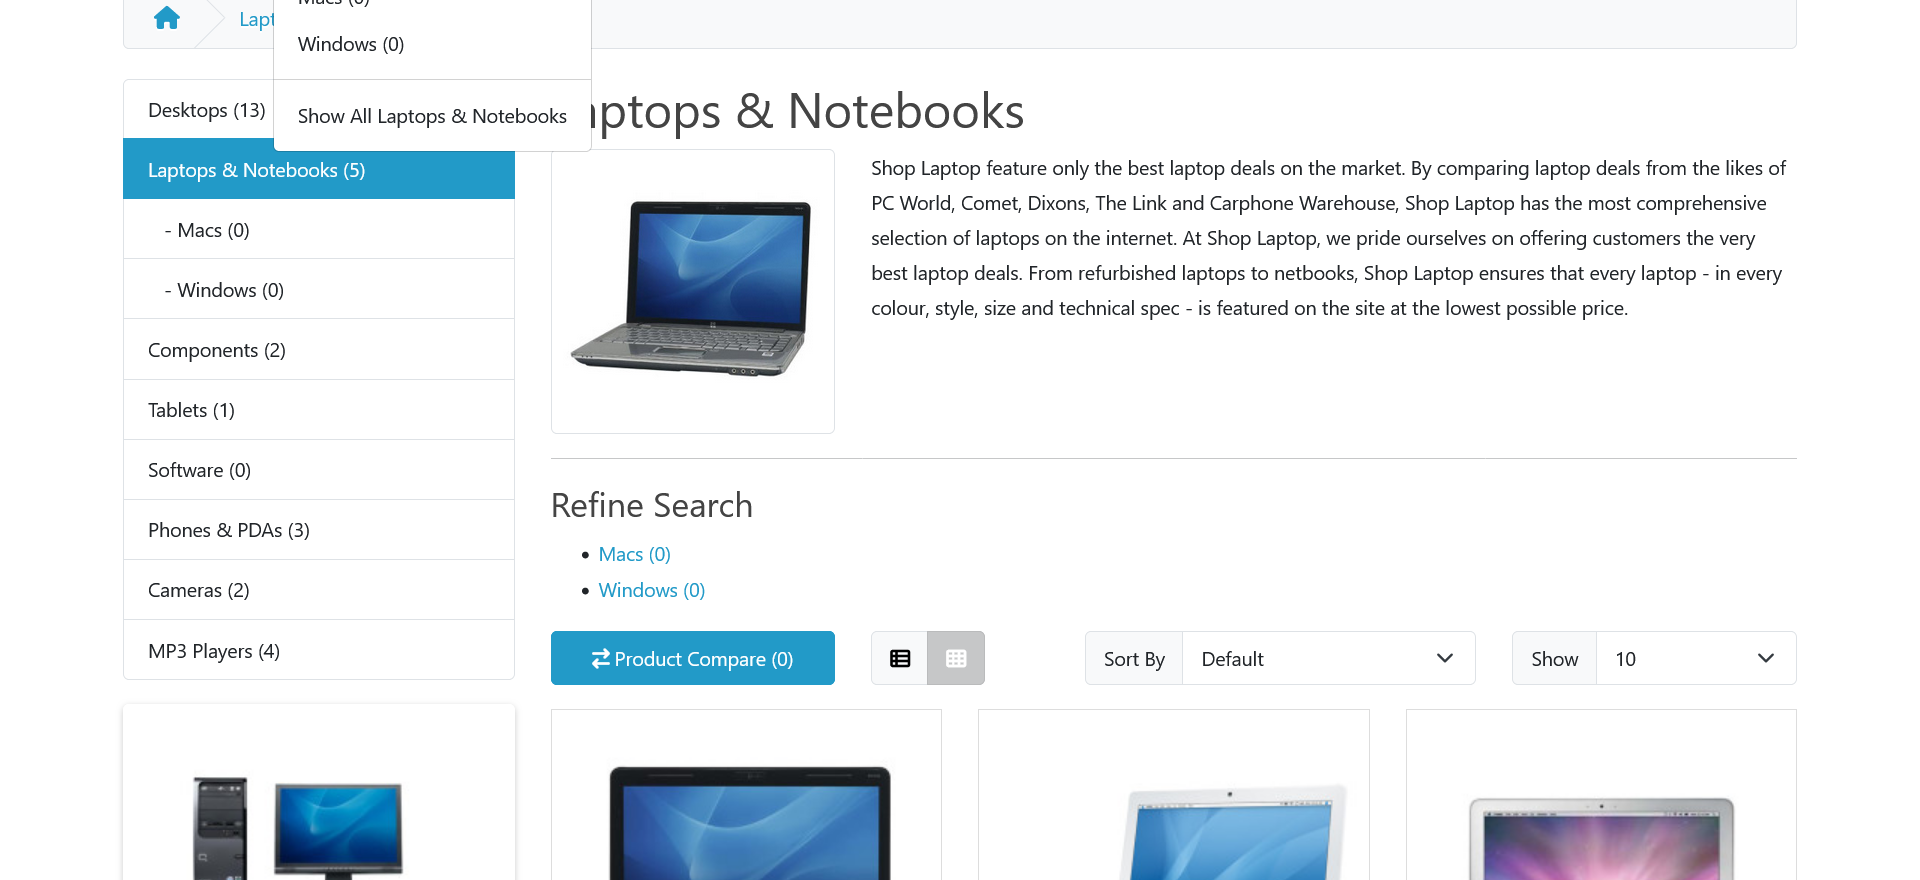 Macs (0)
Windows (0)
Show All Laptops & Notebooks
Desktops (13)
Laptops & Notebooks (5)
- Macs (0)
- Windows (0)
Components (2)
Tablets (1)
Software (0)
Phones & PDAs (3)
Cameras (2)
MP3 Players (4)
ptops & Notebooks
Shop Laptop feature only the best laptop deals on the market. By comparing laptop deals from the likes of
PC World, Comet, Dixons, The Link and Carphone Warehouse, Shop Laptop has the most comprehensive
selection of laptops on the internet. At Shop Laptop, we pride ourselves on offering customers the very
best laptop deals. From refurbished laptops to netbooks, Shop Laptop ensures that every laptop - in every
colour, style, size and technical spec - is featured on the site at the lowest possible price.
Refine Search
Macs (0)
Windows (0)
Product Compare (0)
Sort By
Default
Show
10